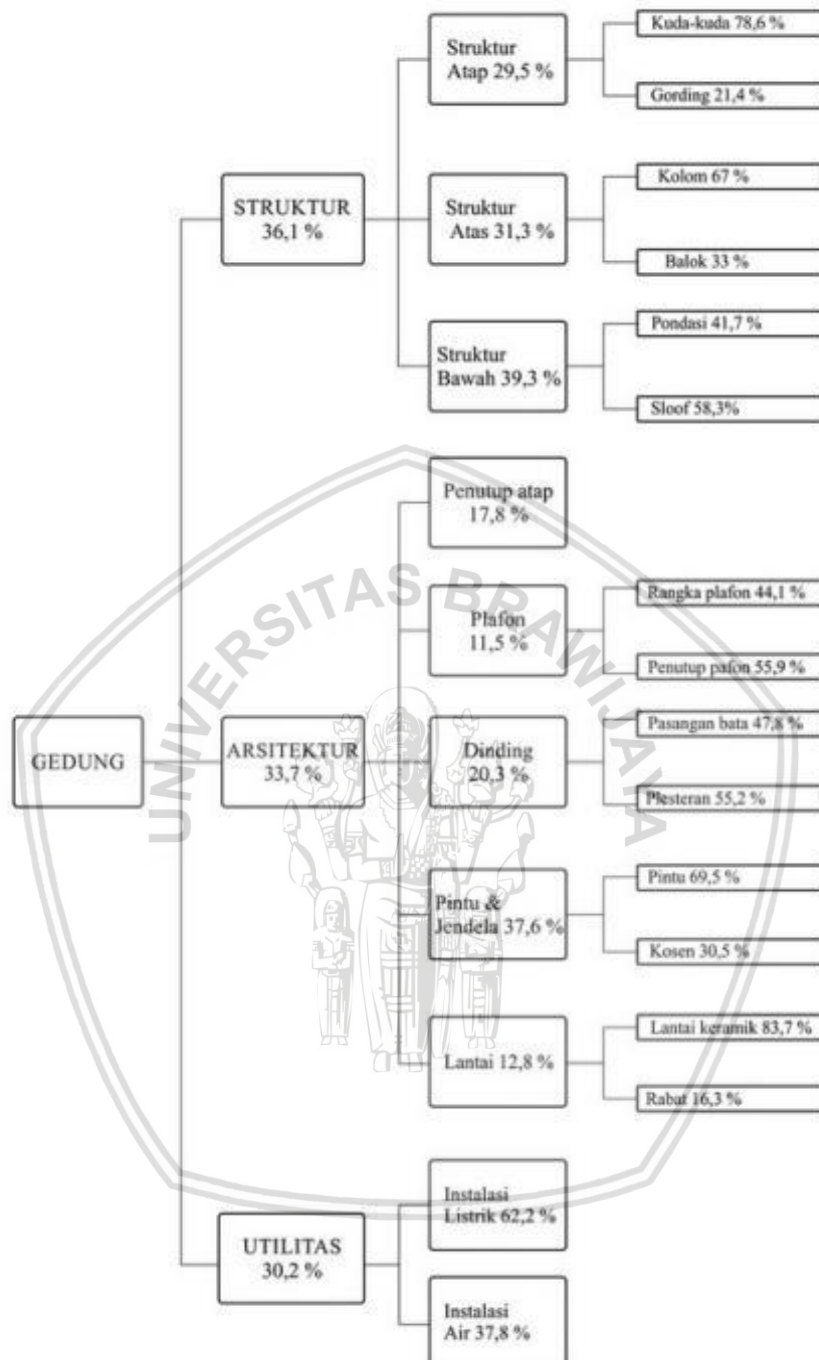 Kuda-kuda 78,6 %
Struktur
Atap 29,5 %
Gording 21,4 %
Kolom 67 %
STRUKTUR
36,1 %
Struktur
Atas 31,3 %
Balok 33 %
Pondasi 41,7 %
Struktur
Bawah 39,3 %
Sloof 58,3%
Penutup atap
17,8 %
Rangka plafon 44,1 %
Plafon
11,5 %
Penutup pafon 55,9 %
Pasangan bata 47,8 %
GEDUNG
ARSITEKTUR
33,7 %
Dinding
20,3 %
Plesteran 55,2 %
Pintu 69,5 %
Pintu &
Jendela 37,6 %
Kosen 30,5 %
Lantai keramik 83,7 %
Lantai 12,8 %
Rabat 16,3 %
Instalasi
Listrik 62,2 %
UTILITAS
30,2 %
Instalasi
Air 37,8 %
UNIVERSITAS BRAWIJAYA